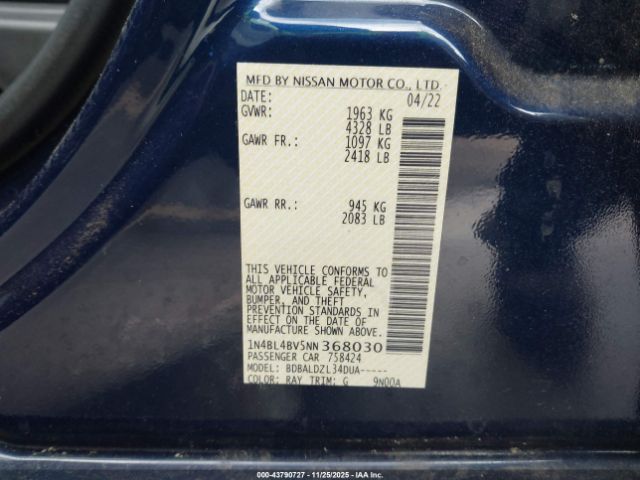 MFD BY NISSAN MOTOR CO., LTD.
DATE: 04/22
GVWR: 1963 KG
4328 LB
GAWR FR.: 1097 KG
2418 LB
GAWR RR.: 945 KG
2083 LB
THIS VEHICLE CONFORMS TO
ALL APPLICABLE FEDERAL
MOTOR VEHICLE SAFETY,
BUMPER, AND THEFT
PREVENTION STANDARDS IN
EFFECT ON THE DATE OF
MANUFACTURE SHOWN ABOVE.
1N4BL4BV5NN368030
PASSENGER CAR 758424
MODEL: BDBALDZL34DUA-----
COLOR: RAY TRIM: G 9N00A
000-43790727 - 11/25/2025 - IAAI.COM